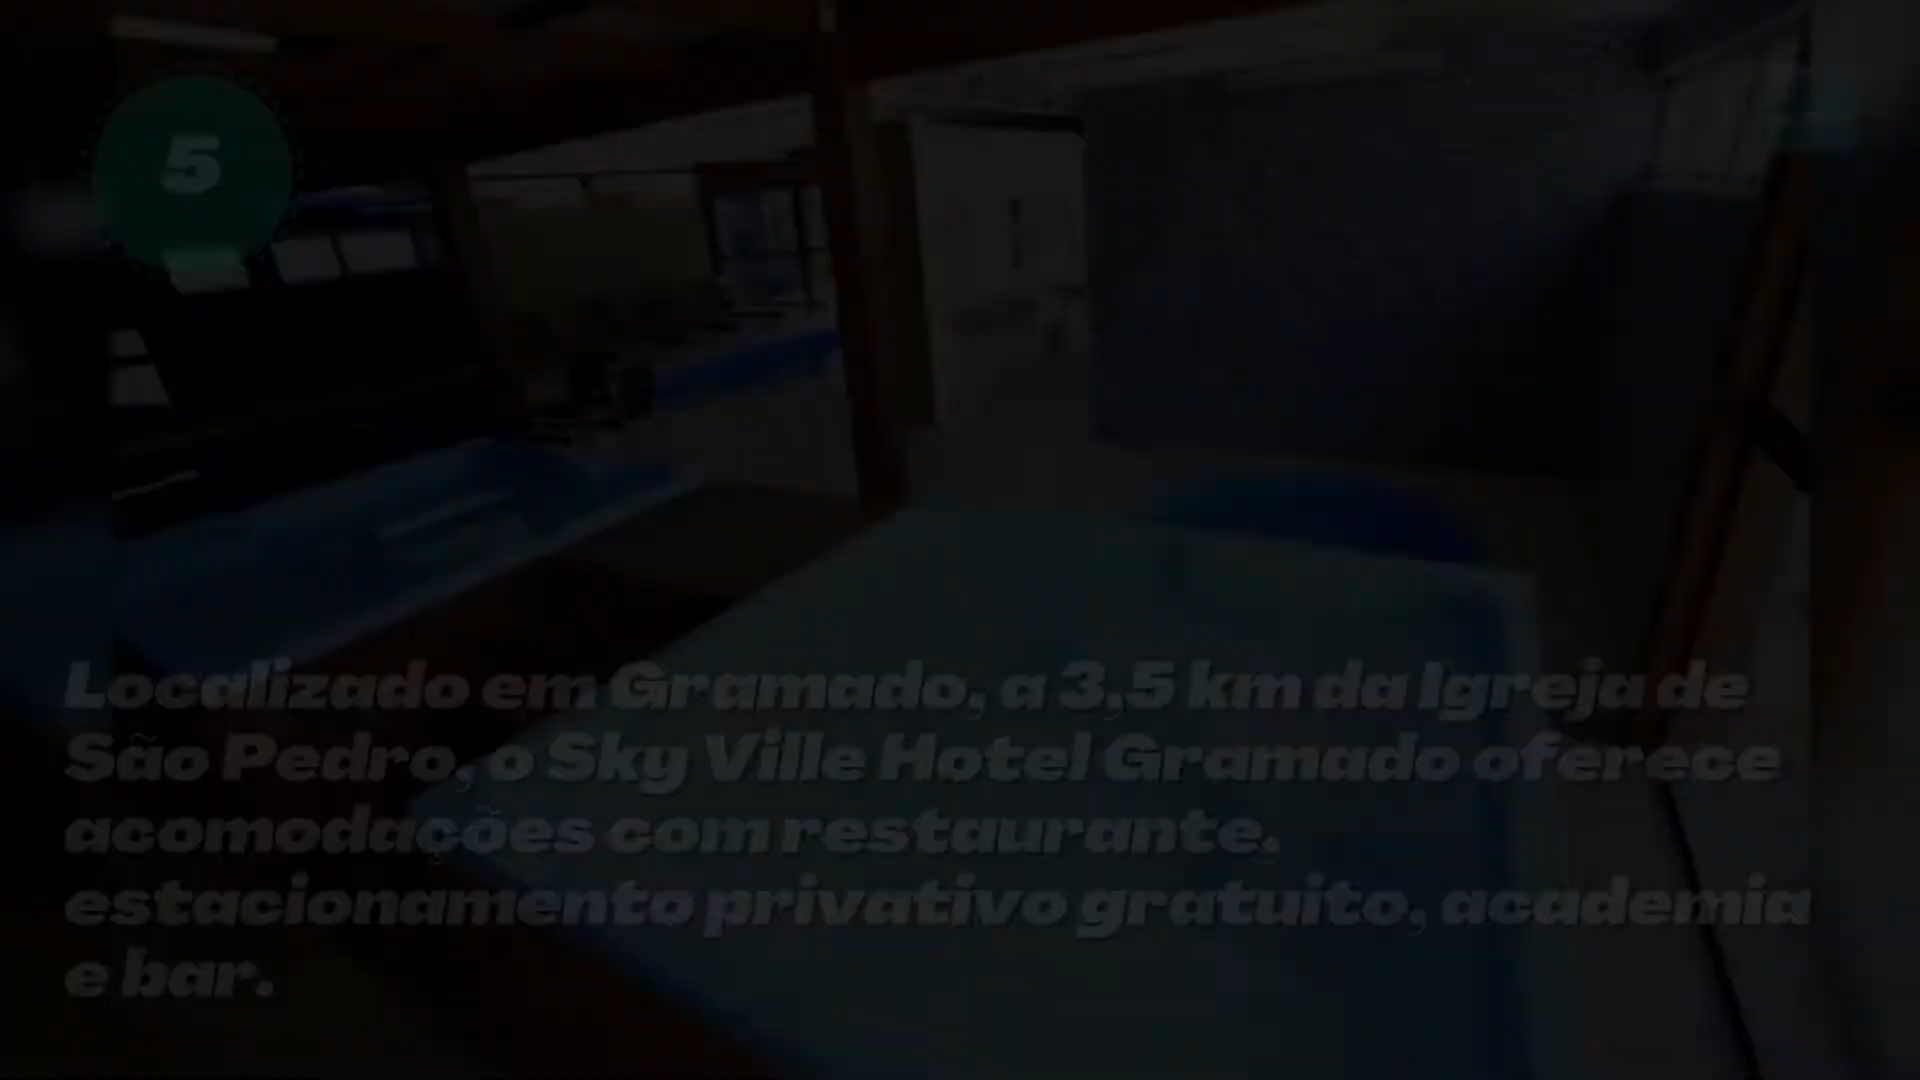 5
Localizado em Gramado, a 3,5 km da Igreja de
São Pedro, o Sky Ville Hotel Gramado oferece
acomodações com restaurante,
estacionamento privativo gratuito, academia
e bar.